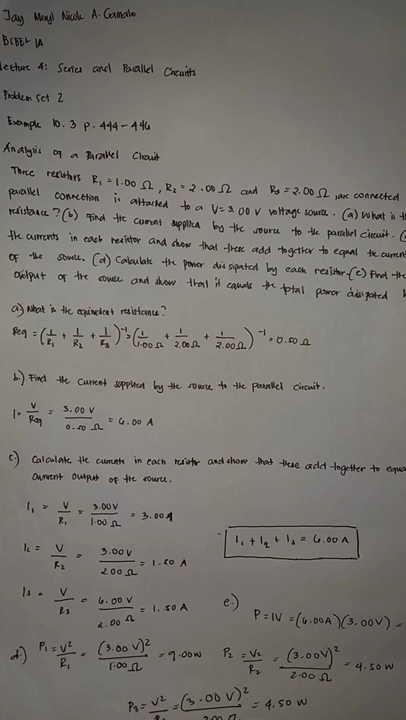 Jay Meryl Nicole A. Gamalo
BSEE 1A
Lecture 4: Series and Parallel Circuits
Problem Set 2
Example 10.3 p. 444-446
Analysis of a Parallel Circuit
Three resistors R₁ = 1.00 Ω, R₂ = 2.00 Ω and R₃ = 2.00 Ω are connected
parallel connection is attached to a V = 3.00 V voltage source. (a) What is
resistance? (b) Find the current supplied by the source to the parallel circuit. (
the currents in each resistor and show that these add together to equal the current
of the source. (d) Calculate the power dissipated by each resistor. (e) Find the
output of the source and show that it equals the total power dissipated
a) What is the equivalent resistance?
Req = (1/R₁ + 1/R₂ + 1/R₃)⁻¹ = (1/1.00 Ω + 1/2.00 Ω + 1/2.00 Ω)⁻¹ = 0.50 Ω
b.) Find the current supplied by the source to the parallel circuit.
I = V/Req = 3.00 V/0.50 Ω = 6.00 A
c.) Calculate the currents in each resistor and show that these add together to equa
current output of the source.
I₁ = V/R₁ = 3.00V/1.00 Ω = 3.00 A
I₂ = V/R₂ = 3.00 V/2.00 Ω = 1.50 A
I₁ + I₂ + I₃ = 6.00 A
I₃ = V/R₃ = 6.00 V/2.00 Ω = 1.50 A
e.) P = IV = (6.00A)(3.00V) =
d.) P₁ = V²/R₁ = (3.00 V)²/1.00 Ω = 9.00 W P₂ = V²/R₂ = (3.00V)²/2.00 Ω = 4.50 W
P₃ = V²/R₃ = (3.00 V)²/2.00 Ω = 4.50 W